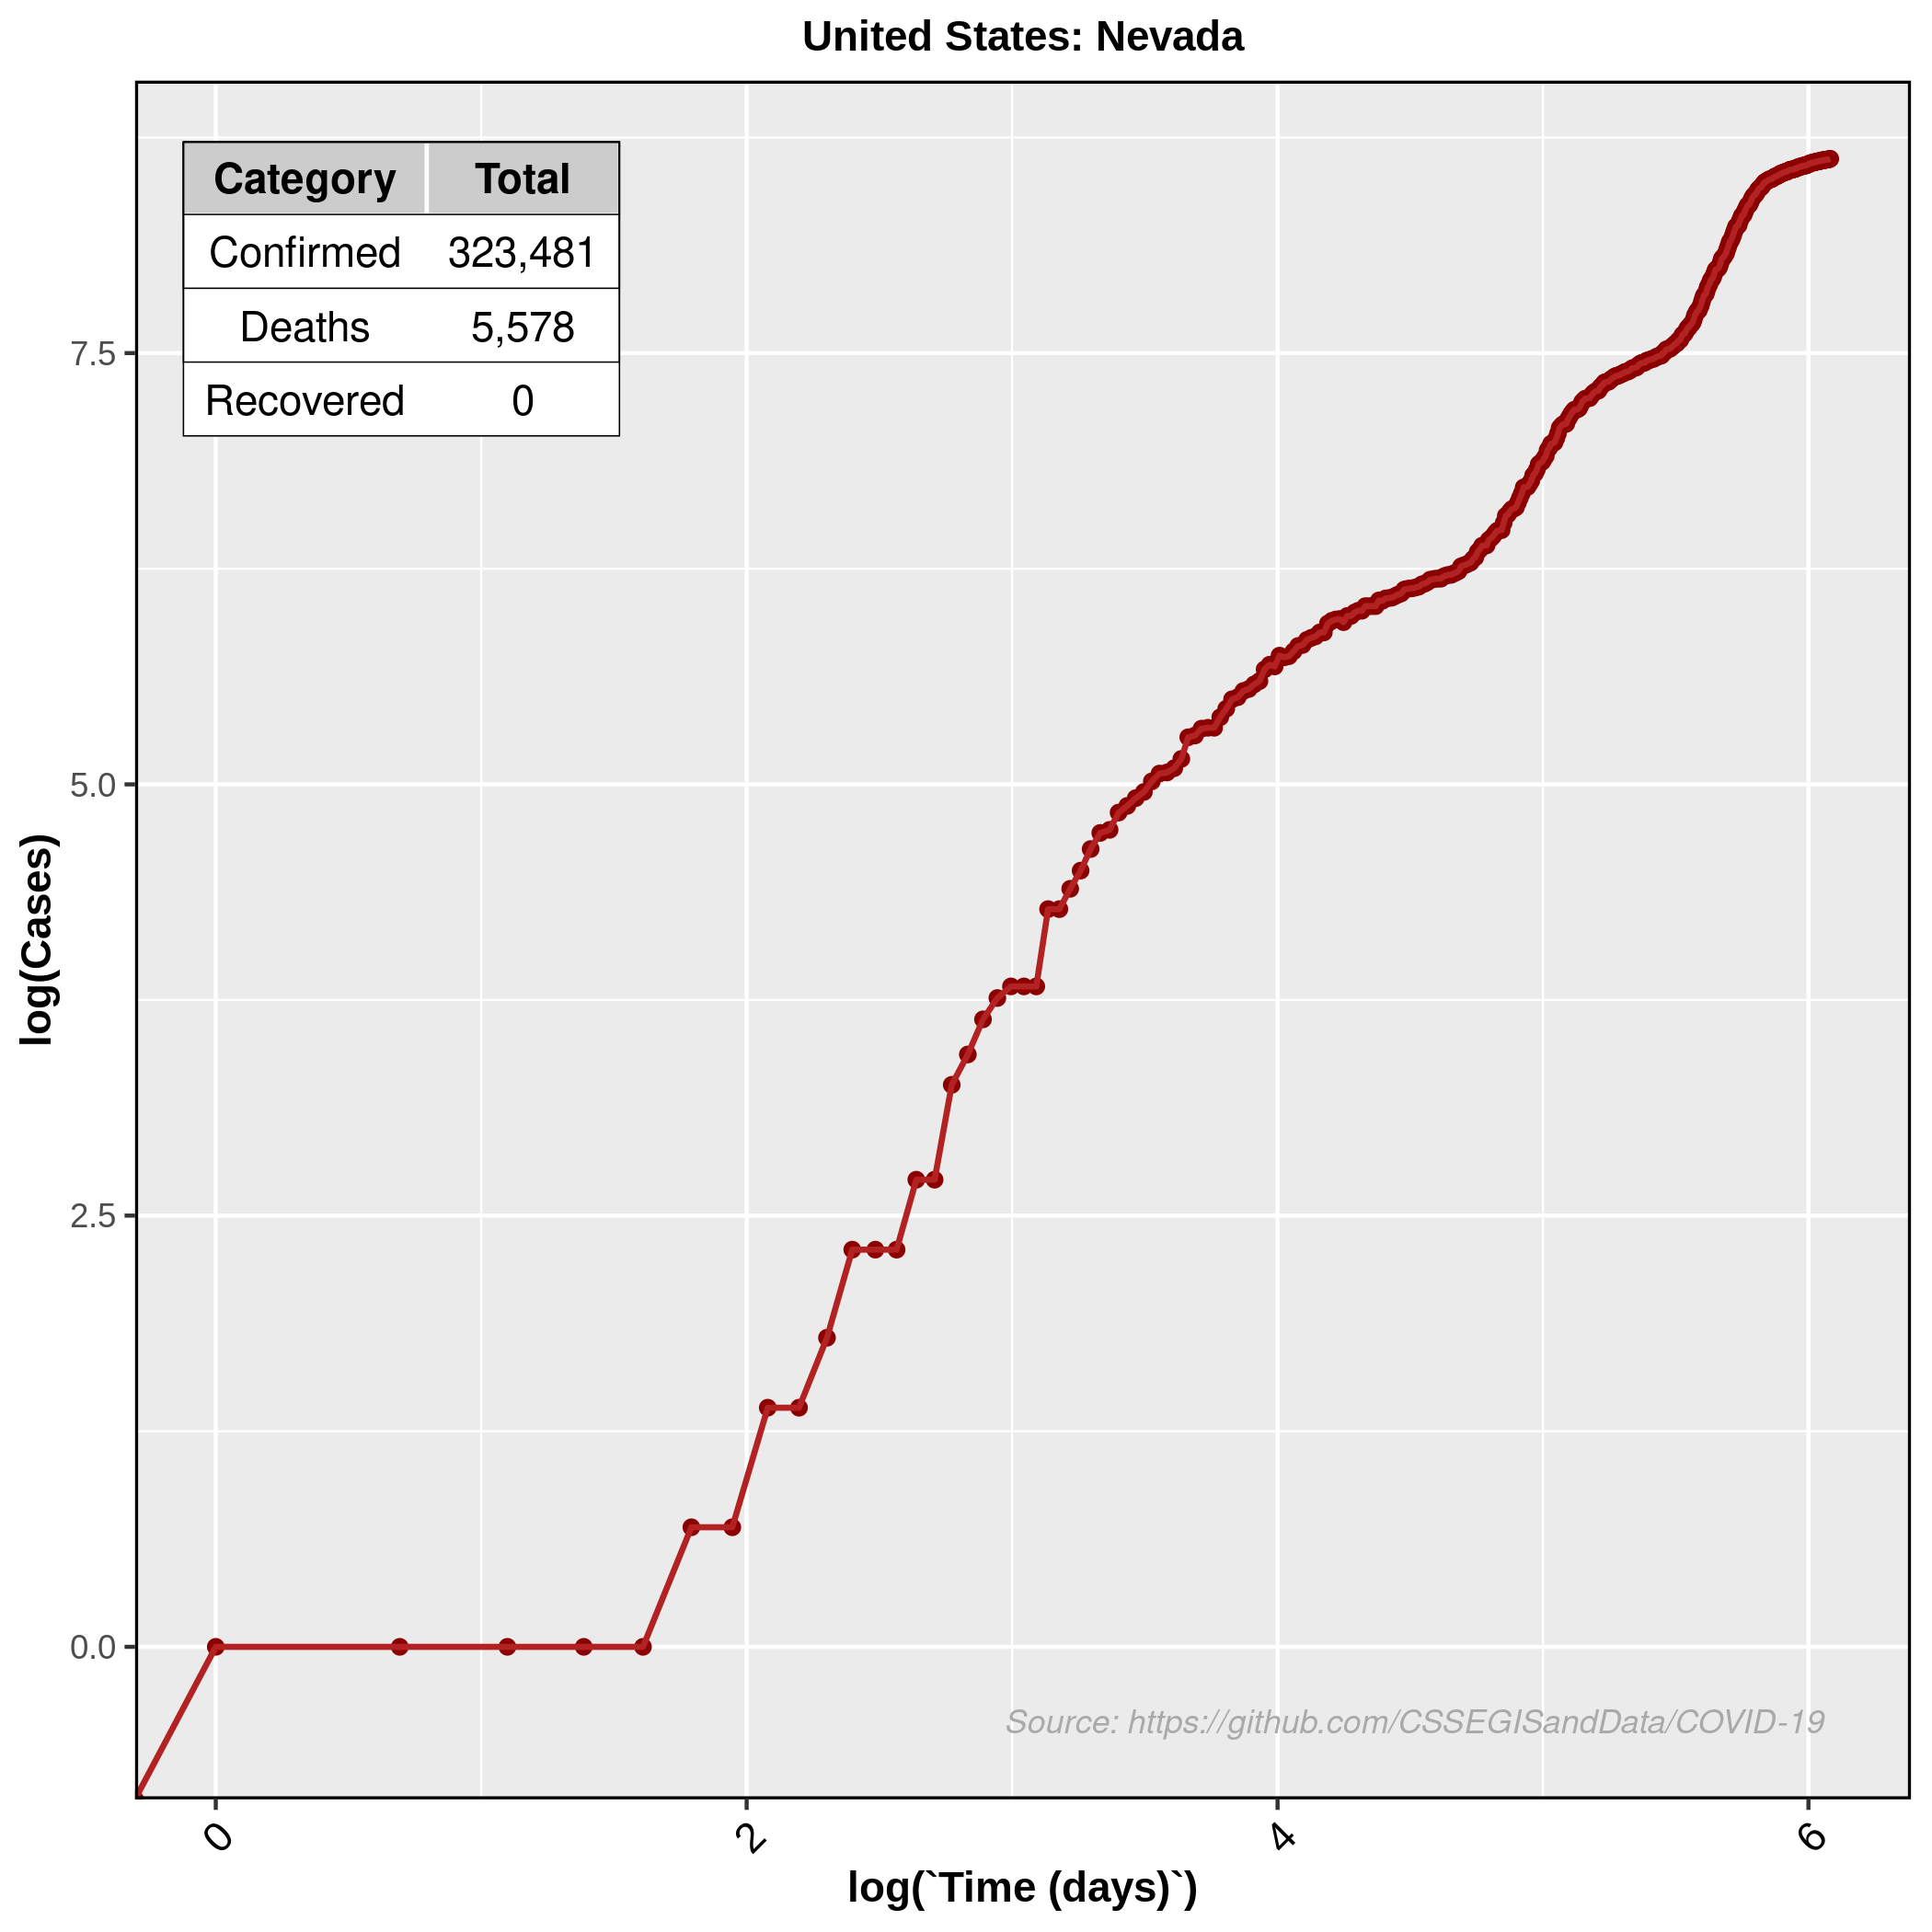 United States: Nevada
Category Total
Confirmed 323,481
Deaths 5,578
Recovered 0
7.5
5.0
2.5
0.0
log(Cases)
Source: https://github.com/CSSEGISandData/COVID-19
0 2 4 6
log(`Time (days)`)